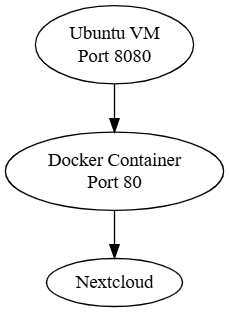 Ubuntu VM
Port 8080
Docker Container
Port 80
Nextcloud